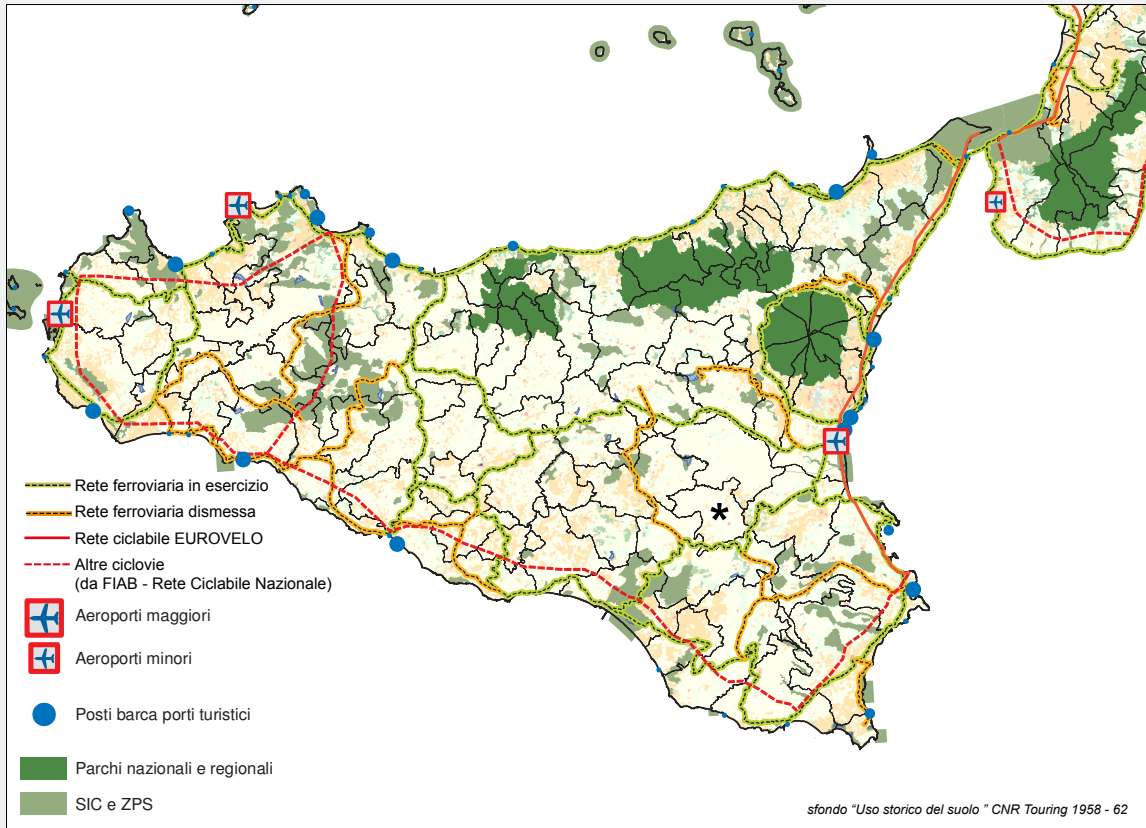 Rete ferroviaria in esercizio
Rete ferroviaria dismessa
Rete ciclabile EUROVELO
Altre ciclovie
(da FIAB - Rete Ciclabile Nazionale)
Aeroporti maggiori
Aeroporti minori
Posti barca porti turistici
Parchi nazionali e regionali
SIC e ZPS
*
sfondo "Uso storico del suolo " CNR Touring 1958 - 62